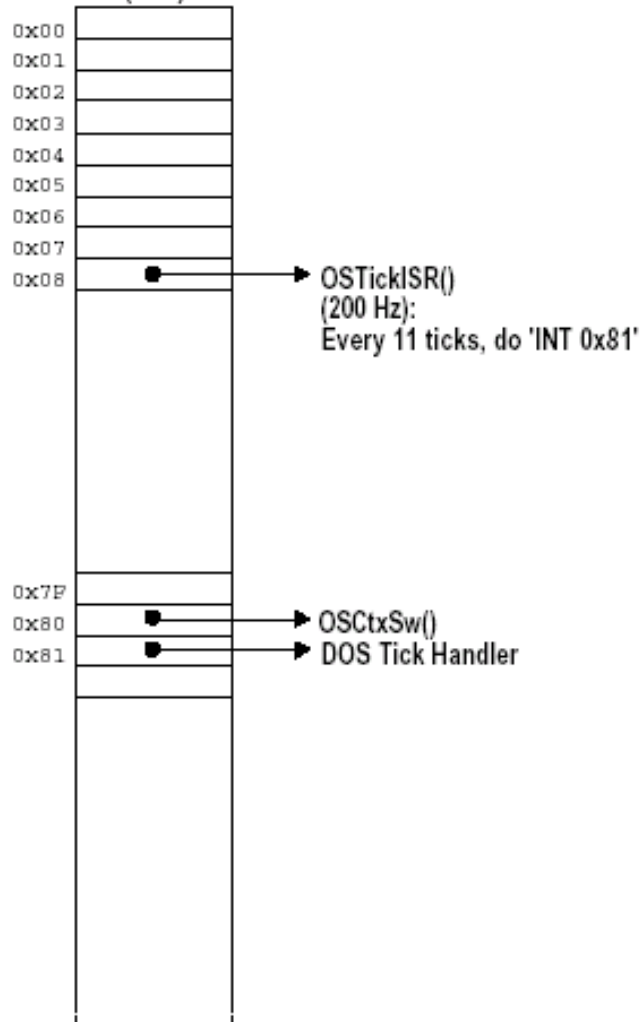 0x00
0x01
0x02
0x03
0x04
0x05
0x06
0x07
0x08
OSTickISR()
(200 Hz):
Every 11 ticks, do 'INT 0x81'
0x7F
0x80
OSCtxSw()
0x81
DOS Tick Handler